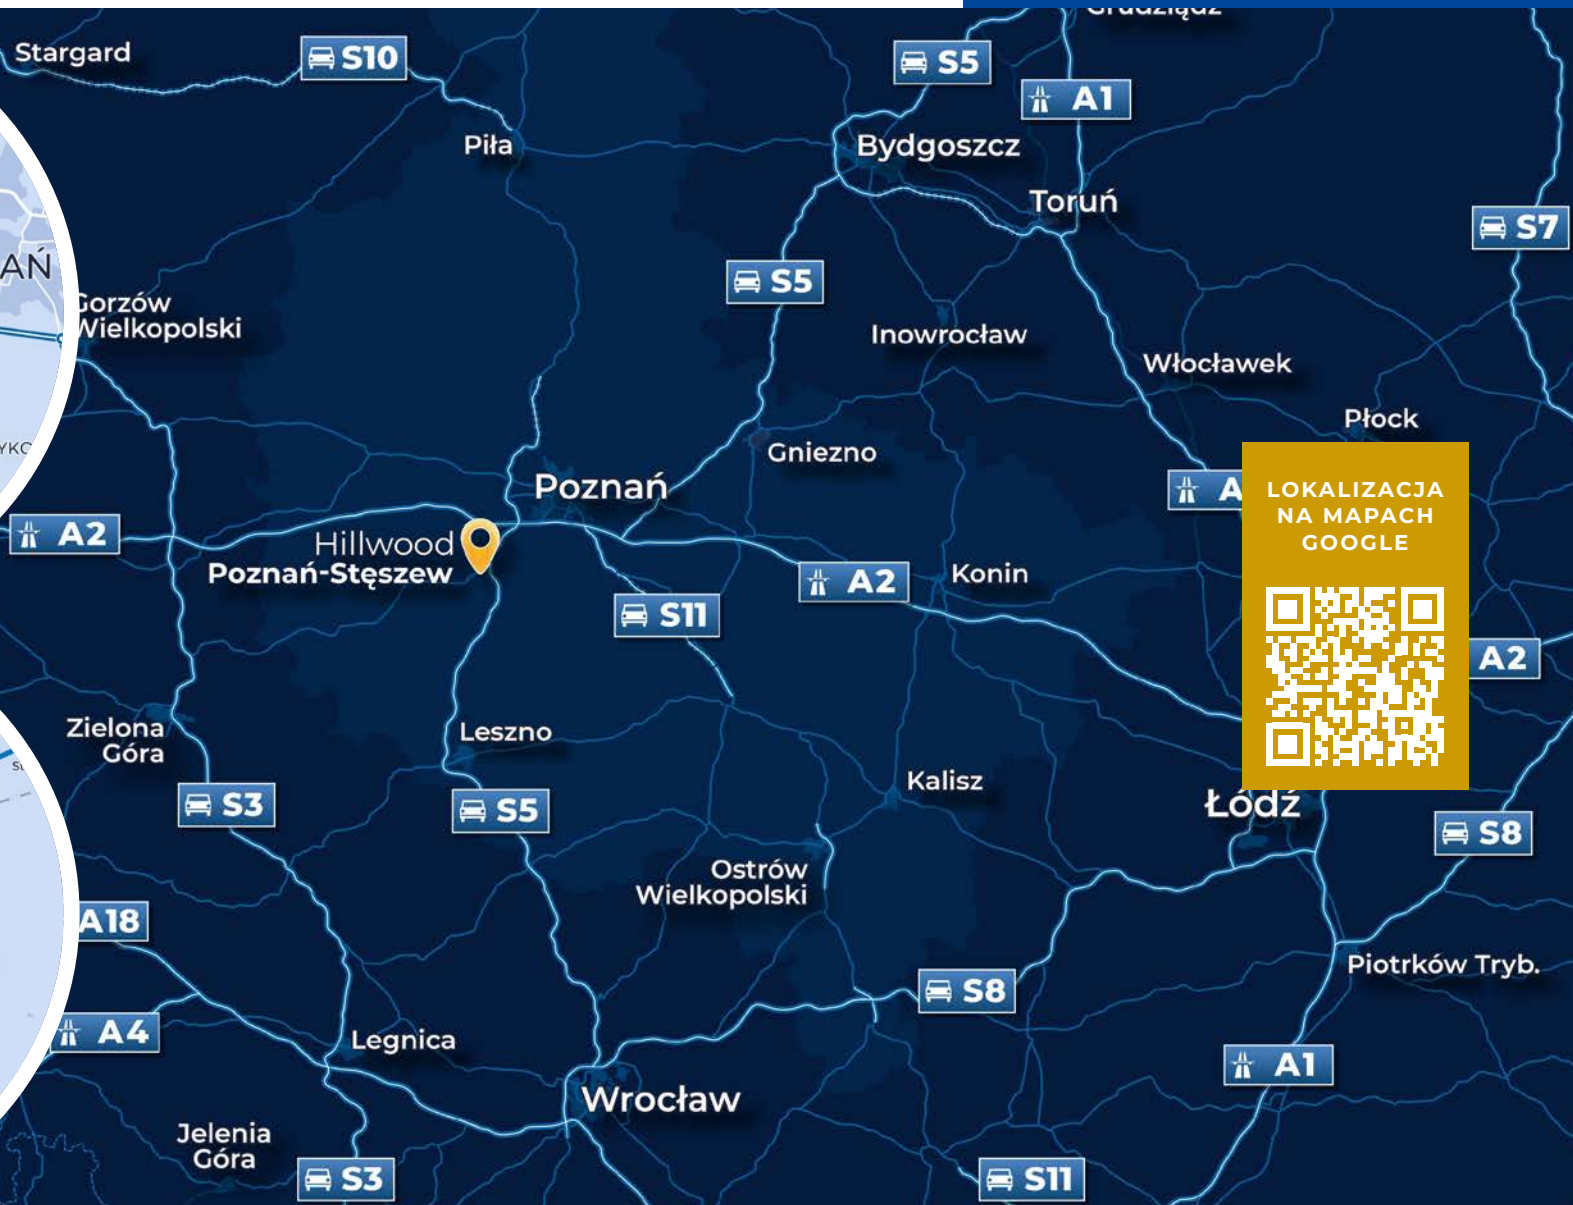 Stargard
S10
S5
A1
Piła
Bydgoszcz
Toruń
S7
AŃ
Gorzów
Wielkopolski
S5
Inowrocław
Włocławek
Płock
Gniezno
Poznań
A2
Hillwood
Poznań-Stęszew
A2
Konin
S11
LOKALIZACJA
NA MAPACH
GOOGLE
A2
Zielona
Góra
Leszno
Kalisz
Łódź
S3
S5
S8
Ostrów
Wielkopolski
A18
Piotrków Tryb.
S8
A4
Legnica
A1
Wrocław
Jelenia
Góra
S3
S11